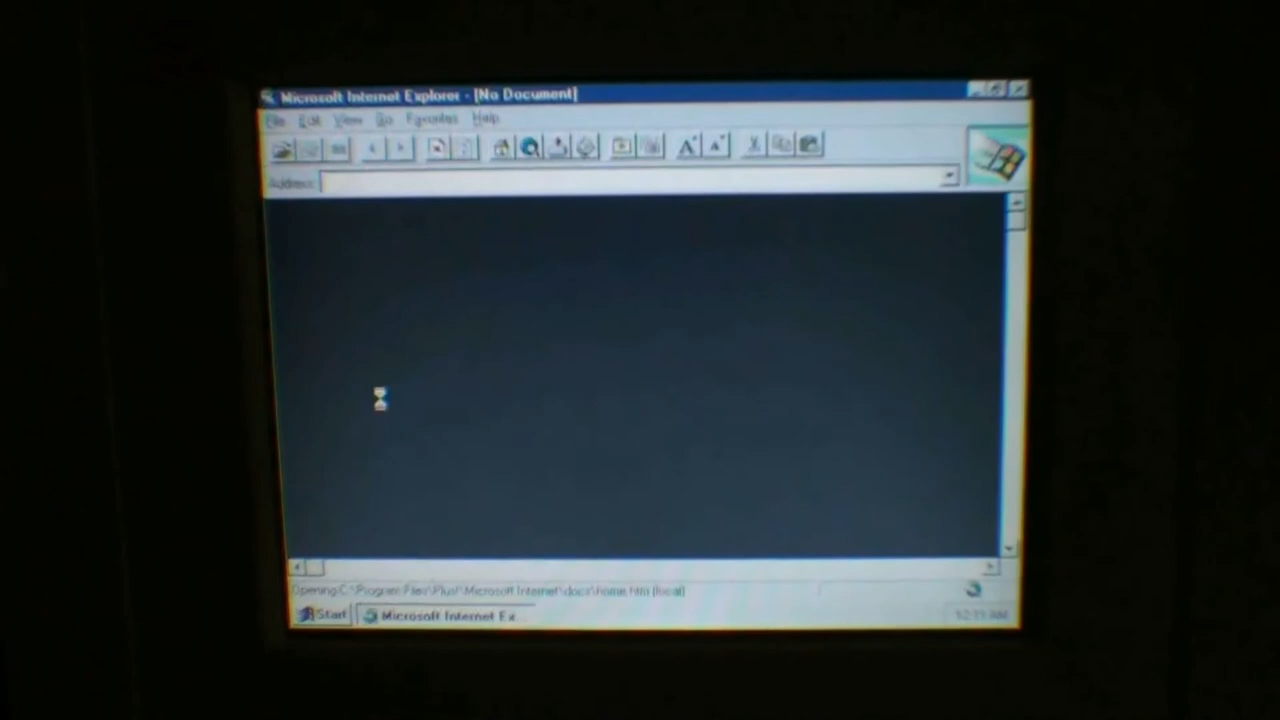 Microsoft Internet Explorer - [No Document]
File Edit View Go Favorites Help
A A
Address:
Opening C:\Program Files\Plus!\Microsoft Internet\docs\home.htm (local)
Start Microsoft Internet Ex...